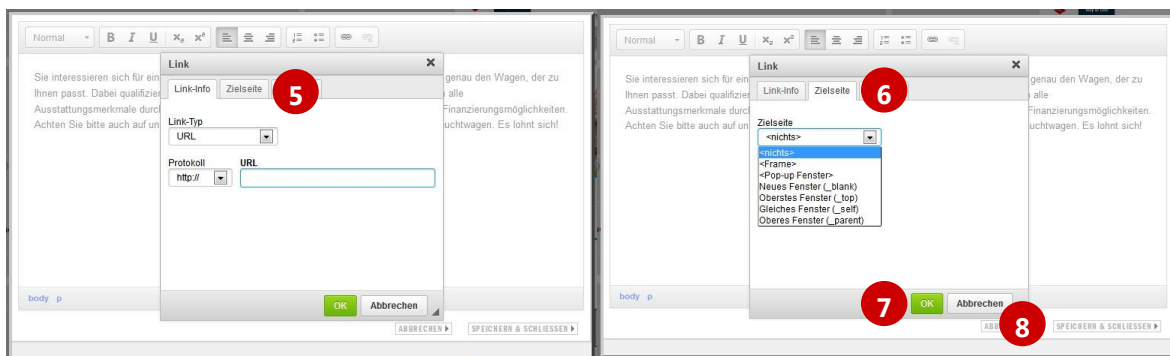 Normal
B I U x₂ x²
Link
Sie interessieren sich für ein
genau den Wagen, der zu
Ihnen passt. Dabei qualifizier
alle
Ausstattungsmerkmale durc
Finanzierungsmöglichkeiten.
Achten Sie bitte auch auf un
uchtwagen. Es lohnt sich!
Link-Info
Zielseite
5
Link-Typ
URL
Protokoll
URL
http://
body p
OK
Abbrechen
ABBRECHEN
SPEICHERN & SCHLIESSEN
Normal
B I U x₂ x²
Link
Sie interessieren sich für ein
genau den Wagen, der zu
Ihnen passt. Dabei qualifizier
alle
Ausstattungsmerkmale durc
Finanzierungsmöglichkeiten.
Achten Sie bitte auch auf un
uchtwagen. Es lohnt sich!
Link-Info
Zielseite
6
Zielseite
<nichts>
<nichts>
<Frame>
<Pop-up Fenster>
Neues Fenster (_blank)
Oberstes Fenster (_top)
Gleiches Fenster (_self)
Oberes Fenster (_parent)
body p
7
OK
Abbrechen
8
SPEICHERN & SCHLIESSEN